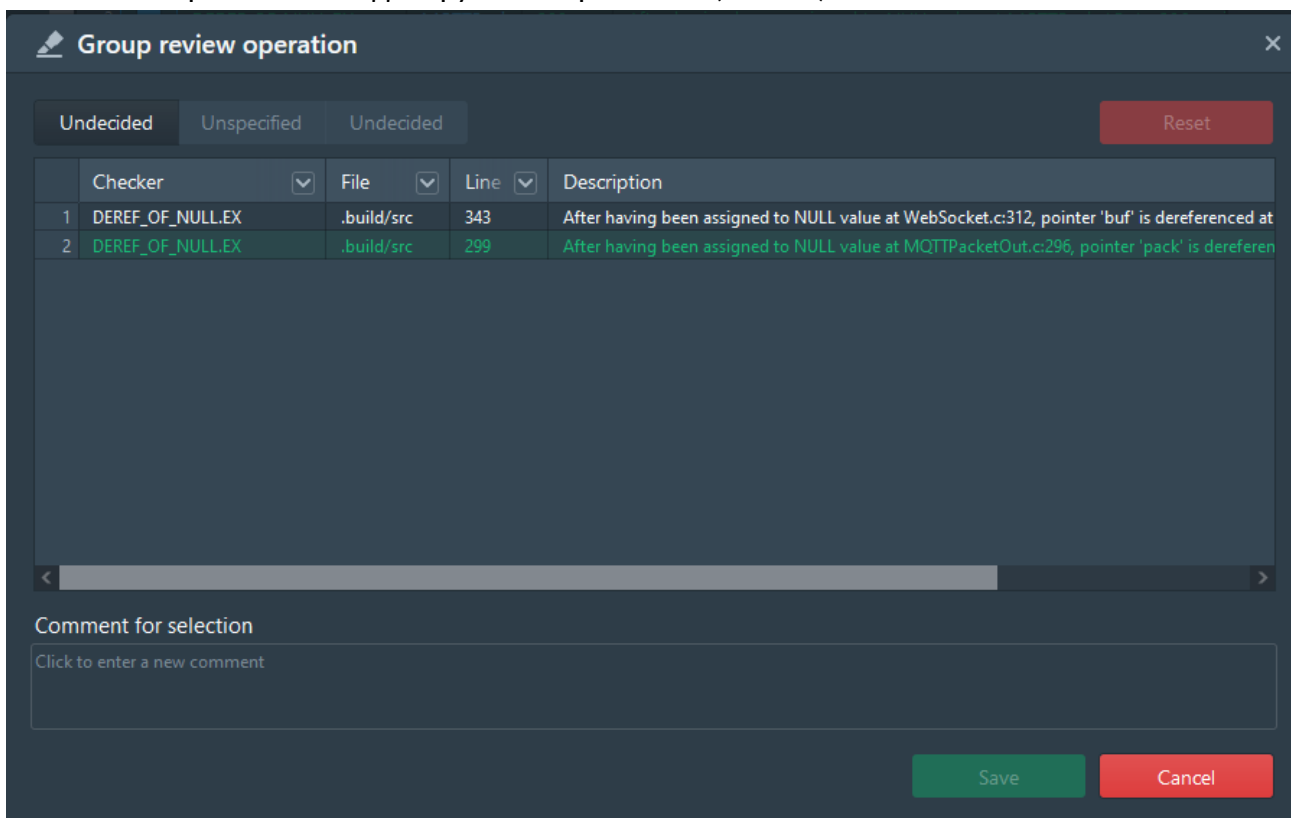 Group review operation
Undecided Unspecified Undecided Reset
Checker File Line Description
1 DEREF_OF_NULL.EX .build/src 343 After having been assigned to NULL value at WebSocket.c:312, pointer 'buf' is dereferenced at
2 DEREF_OF_NULL.EX .build/src 299 After having been assigned to NULL value at MQTTPacketOut.c:296, pointer 'pack' is dereferen
Comment for selection
Click to enter a new comment
Save Cancel